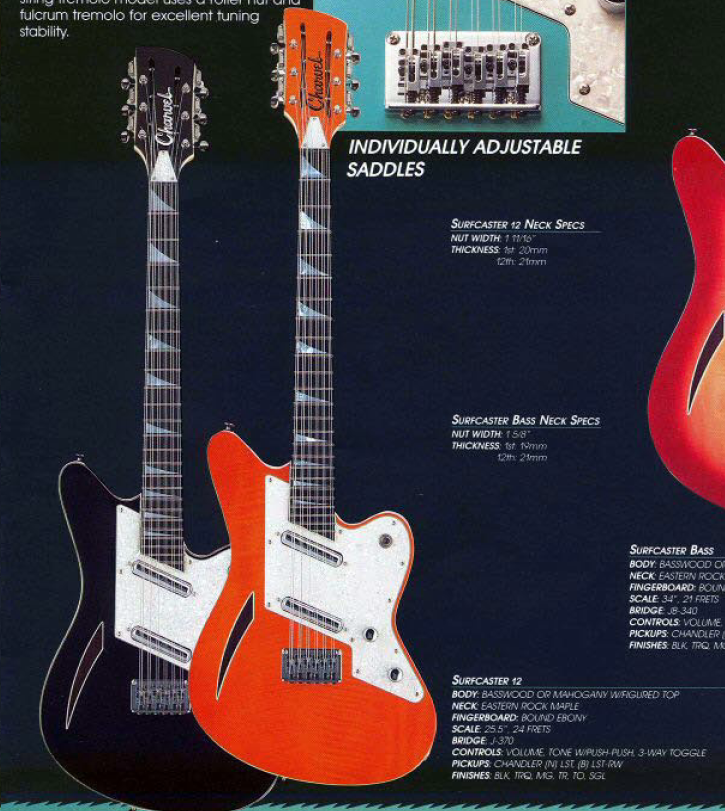 string tremolo model uses a roller nut and
fulcrum tremolo for excellent tuning
stability.
Charvel
Charvel
INDIVIDUALLY ADJUSTABLE
SADDLES
SURFCASTER 12 NECK SPECS
NUT WIDTH: 1 11/16"
THICKNESS: 1st: 20mm
12th: 21mm
SURFCASTER BASS NECK SPECS
NUT WIDTH: 1 5/8"
THICKNESS: 1st: 19mm
12th: 21mm
SURFCASTER BASS
BODY: BASSWOOD OR
NECK: EASTERN ROCK
FINGERBOARD: BOUN
SCALE: 34", 21 FRETS
BRIDGE: JB-340
CONTROLS: VOLUME,
PICKUPS: CHANDLER (
FINISHES: BLK, TRQ, M
SURFCASTER 12
BODY: BASSWOOD OR MAHOGANY W/FIGURED TOP
NECK: EASTERN ROCK MAPLE
FINGERBOARD: BOUND EBONY
SCALE: 25.5", 24 FRETS
BRIDGE: J-370
CONTROLS: VOLUME, TONE W/PUSH-PUSH, 3-WAY TOGGLE
PICKUPS: CHANDLER (N) LST, (B) LST-RW
FINISHES: BLK, TRQ, MG, TR, TO, SGL